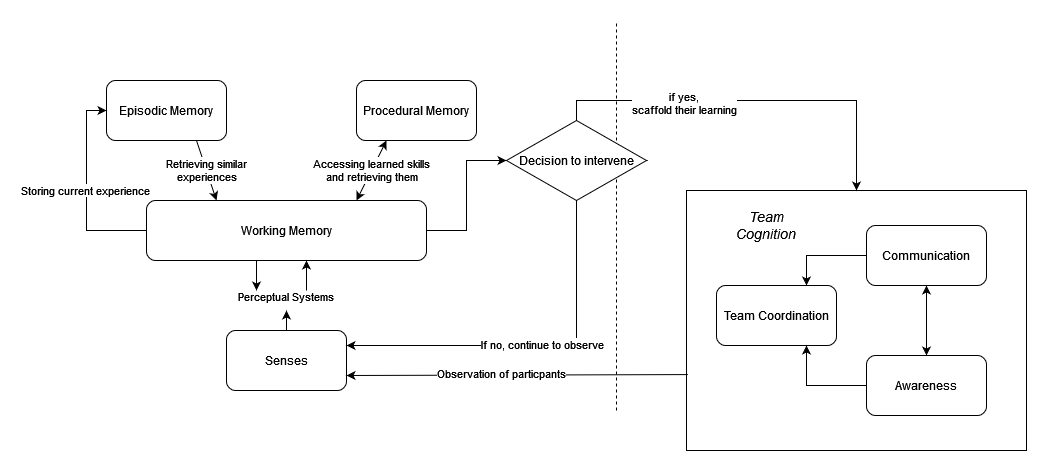 if yes,
scaffold their learning
Episodic Memory
Procedural Memory
Decision to intervene
Retrieving similar
experiences
Accessing learned skills
and retrieving them
Storing current experience
Working Memory
Team
Cognition
Communication
Perceptual Systems
Team Coordination
If no, continue to observe
Senses
Observation of particpants
Awareness